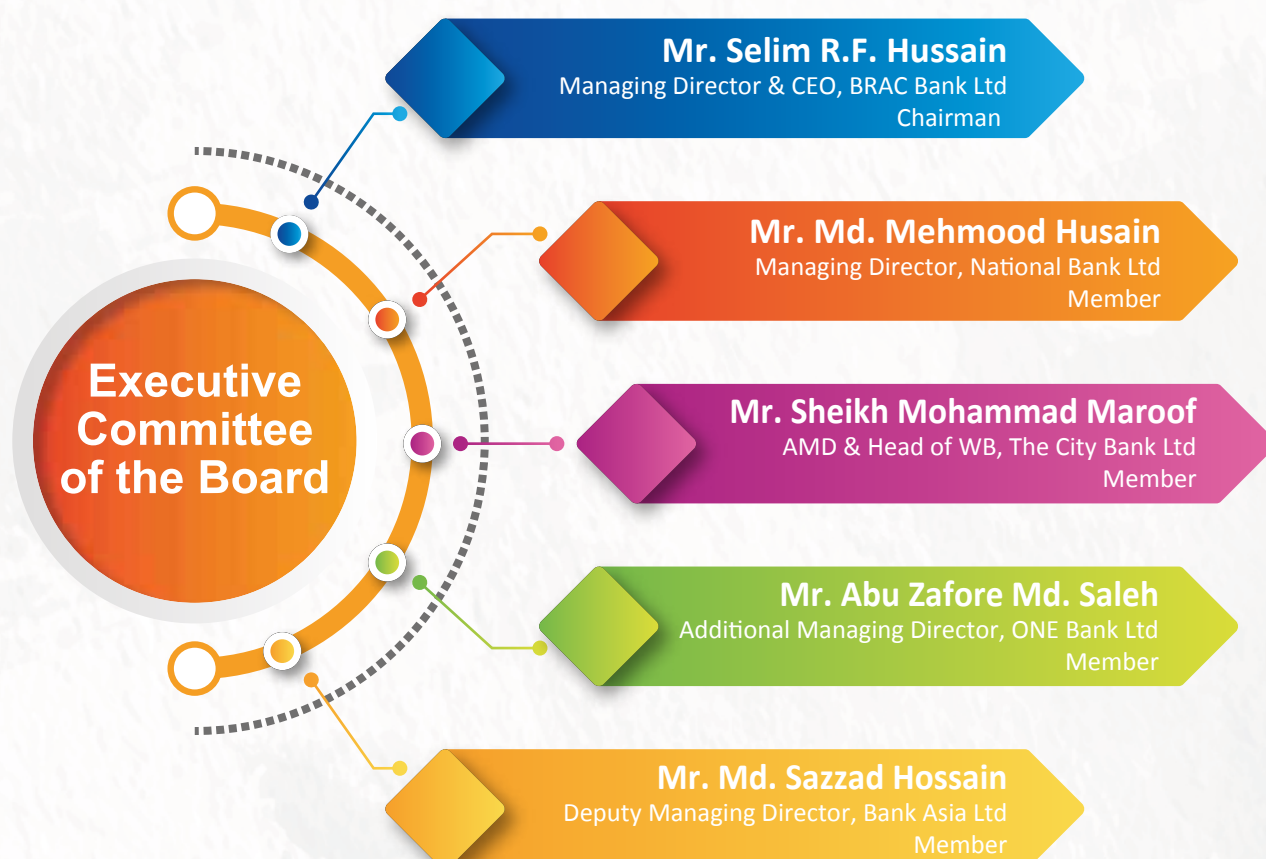 Executive
Committee
of the Board
Mr. Selim R.F. Hussain
Managing Director & CEO, BRAC Bank Ltd
Chairman
Mr. Md. Mehmood Husain
Managing Director, National Bank Ltd
Member
Mr. Sheikh Mohammad Maroof
AMD & Head of WB, The City Bank Ltd
Member
Mr. Abu Zafore Md. Saleh
Additional Managing Director, ONE Bank Ltd
Member
Mr. Md. Sazzad Hossain
Deputy Managing Director, Bank Asia Ltd
Member